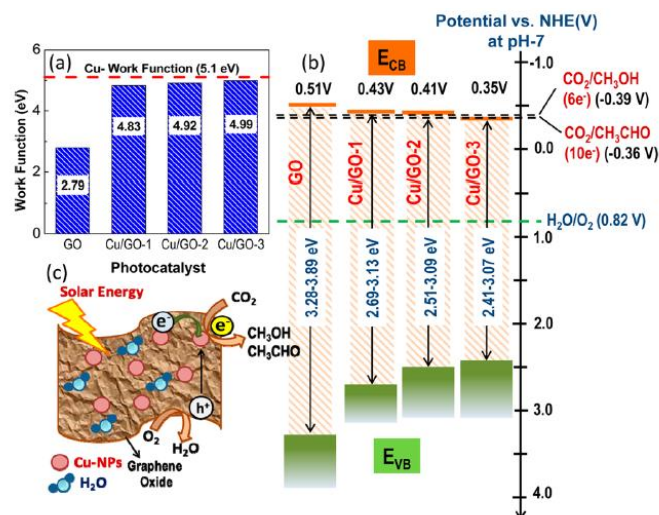 (a)
Cu- Work Function (5.1 eV)
Work Function (eV)
6
4
2
0
2.79
4.83
4.92
4.99
GO
Cu/GO-1
Cu/GO-2
Cu/GO-3
Photocatalyst
(b)
E_CB
Potential vs. NHE(V)
at pH-7
0.51V
0.43V
0.41V
0.35V
GO
Cu/GO-1
Cu/GO-2
Cu/GO-3
3.28-3.89 eV
2.69-3.13 eV
2.51-3.09 eV
2.41-3.07 eV
E_VB
-1.0
0.0
1.0
2.0
3.0
4.0
CO₂/CH₃OH
(6e⁻) (-0.39 V)
CO₂/CH₃CHO
(10e⁻) (-0.36 V)
H₂O/O₂ (0.82 V)
(c)
Solar Energy
e⁻
e⁻
CO₂
CH₃OH
CH₃CHO
h⁺
O₂
H₂O
Cu-NPs
H₂O
Graphene
Oxide